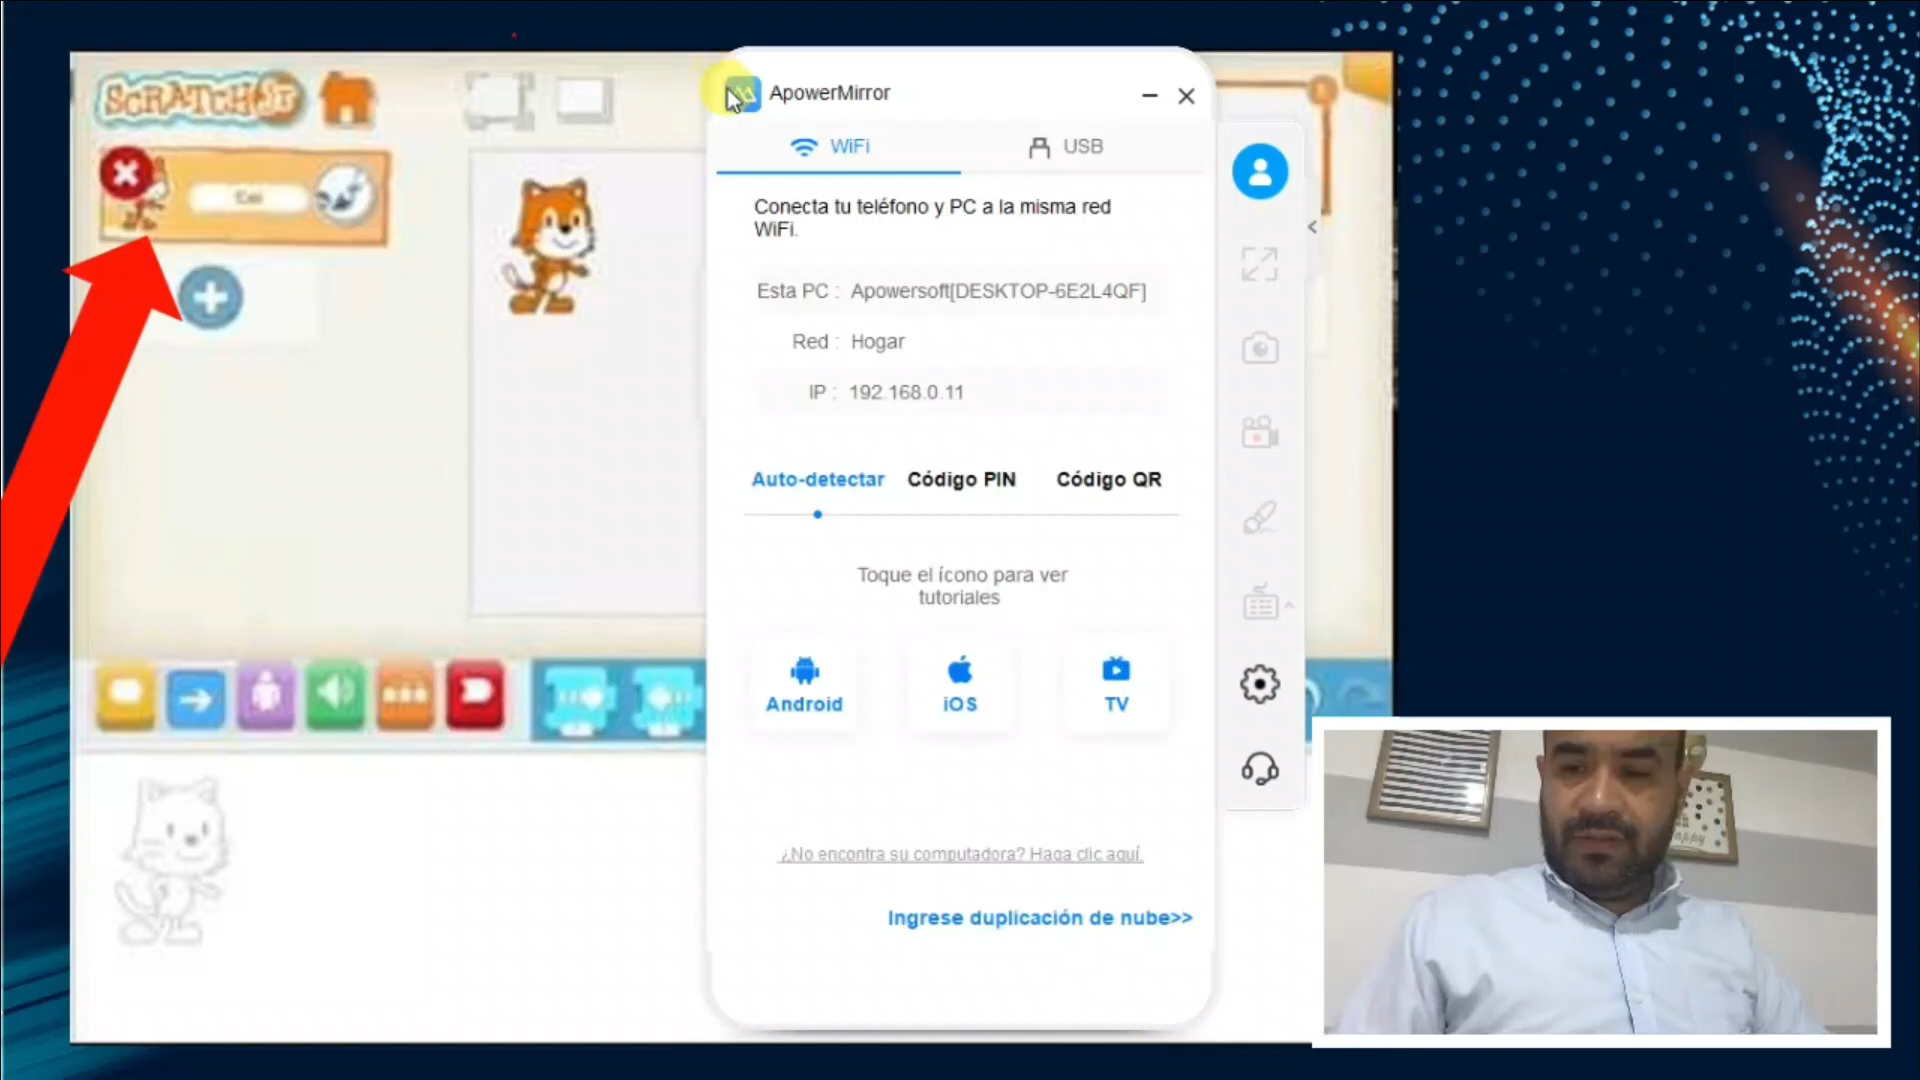 SCRATCHJr
Cat
ApowerMirror
WiFi
USB
Conecta tu teléfono y PC a la misma red
WiFi.
Esta PC : Apowersoft[DESKTOP-6E2L4QF]
Red : Hogar
IP : 192.168.0.11
Auto-detectar
Código PIN
Código QR
Toque el ícono para ver
tutoriales
Android
iOS
TV
¿No encontra su computadora? Haga clic aquí.
Ingrese duplicación de nube>>
HAPPY